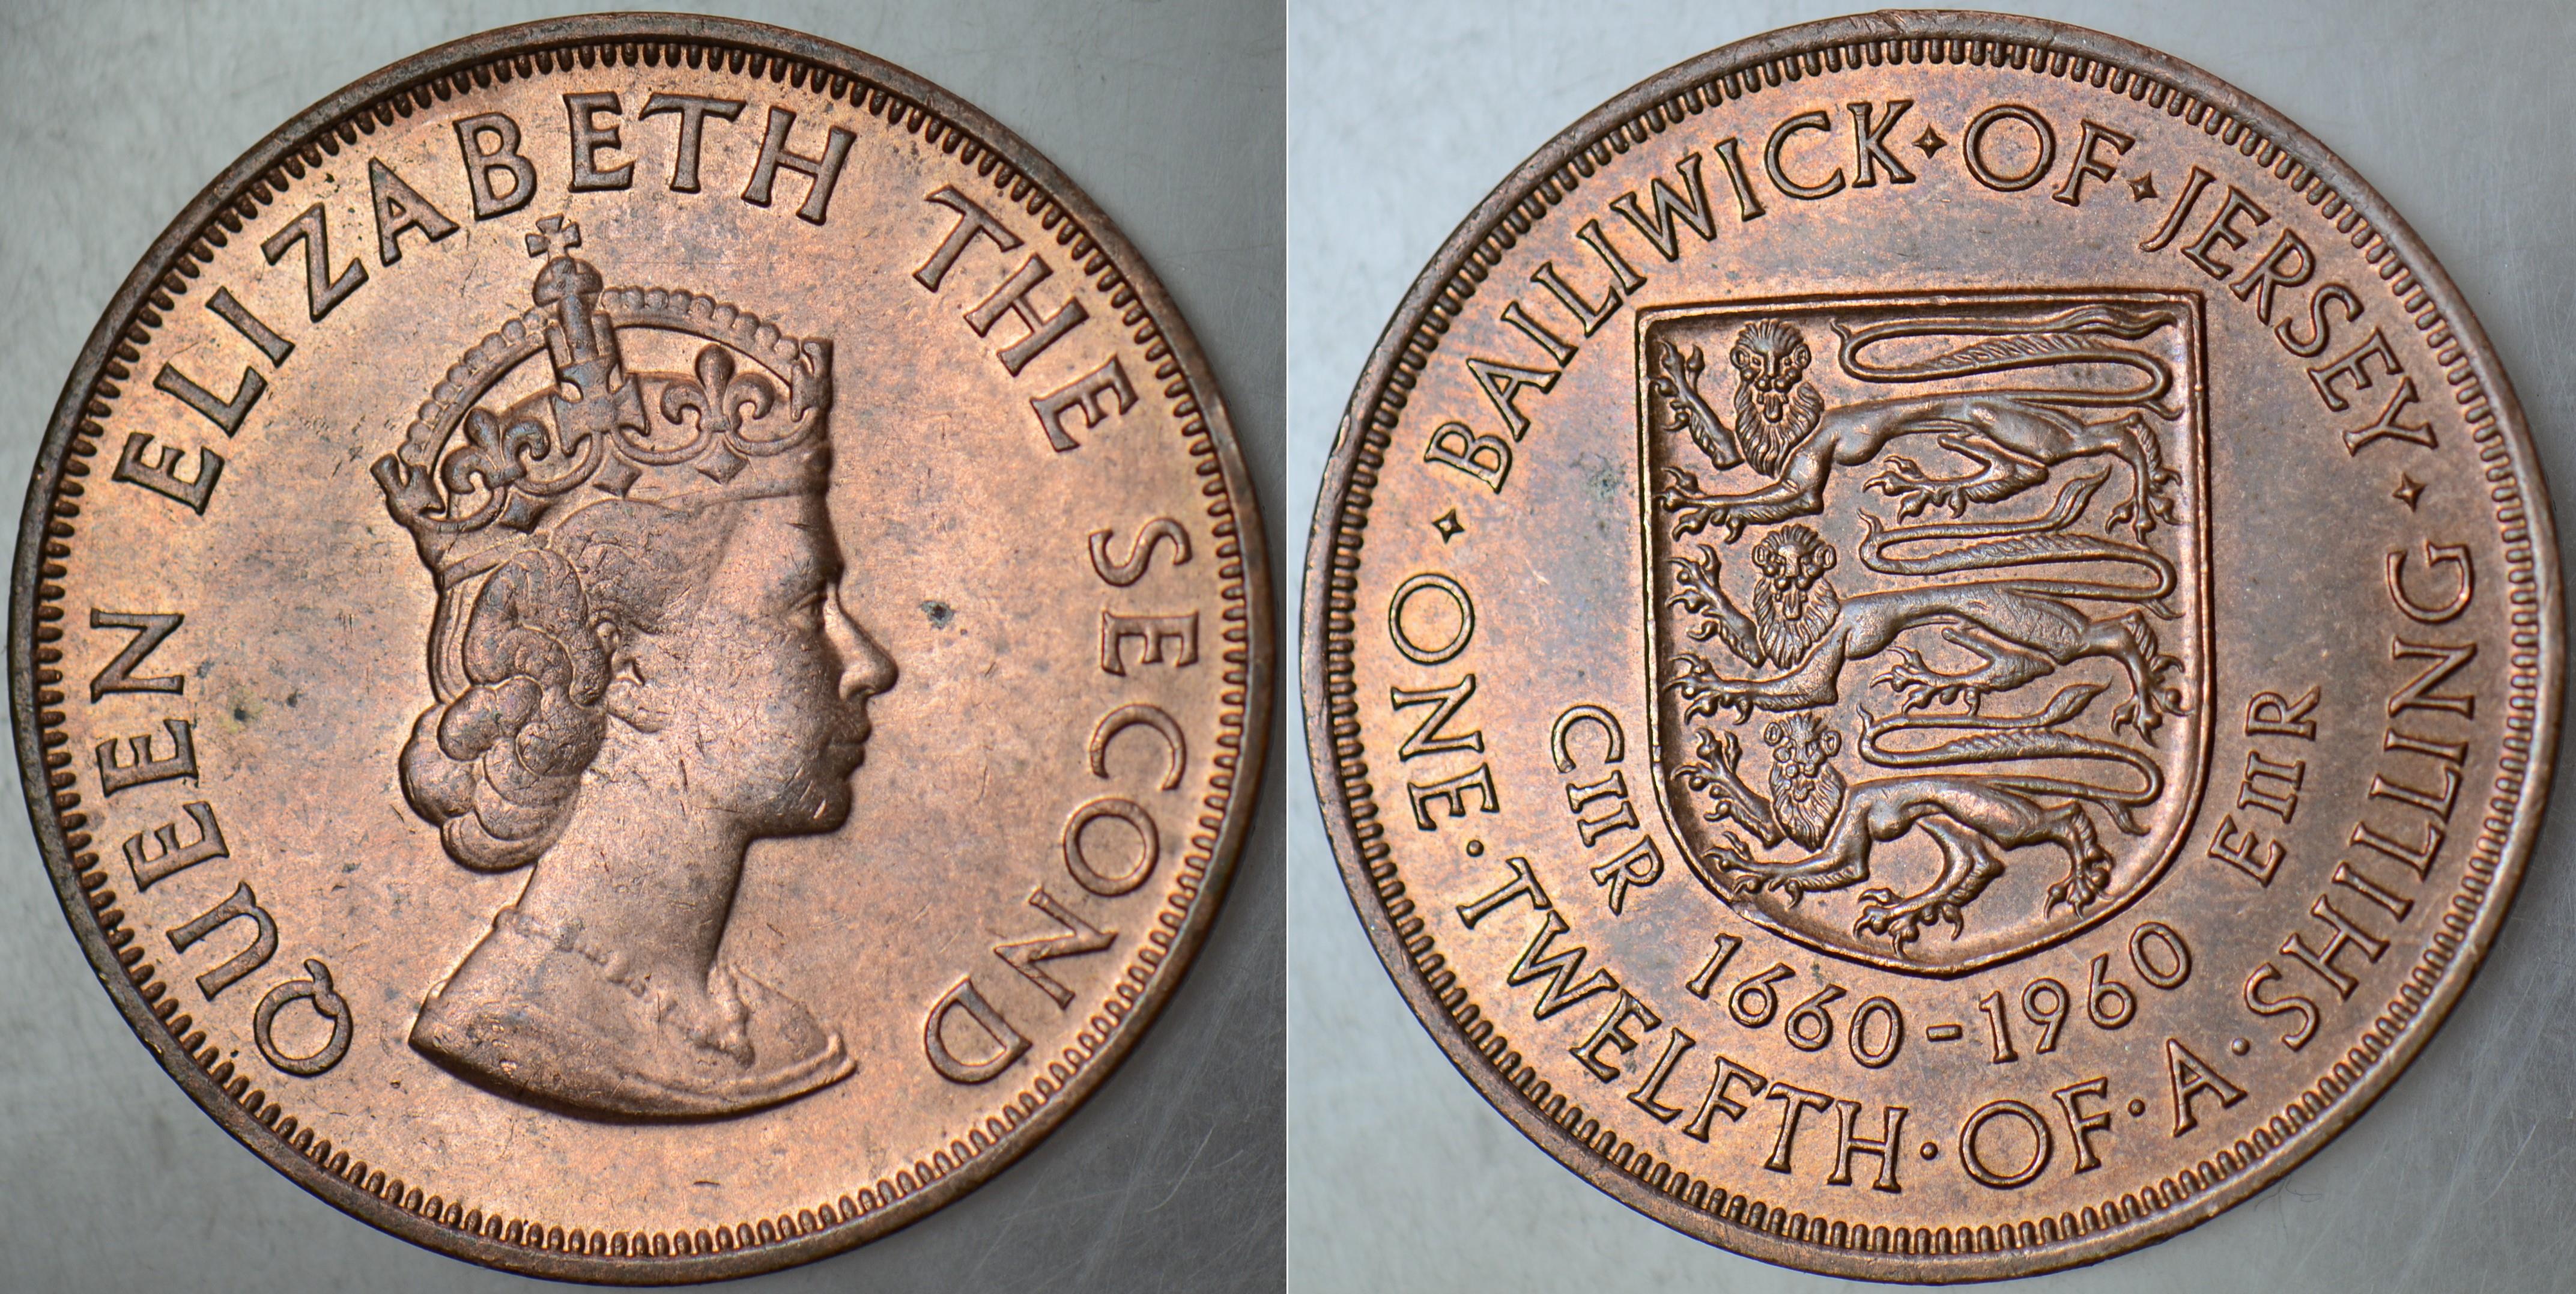 QUEEN ELIZABETH THE SECOND
BAILIWICK OF JERSEY
CIIR
EIIR
1660-1960
ONE·TWELFTH·OF·A·SHILLING